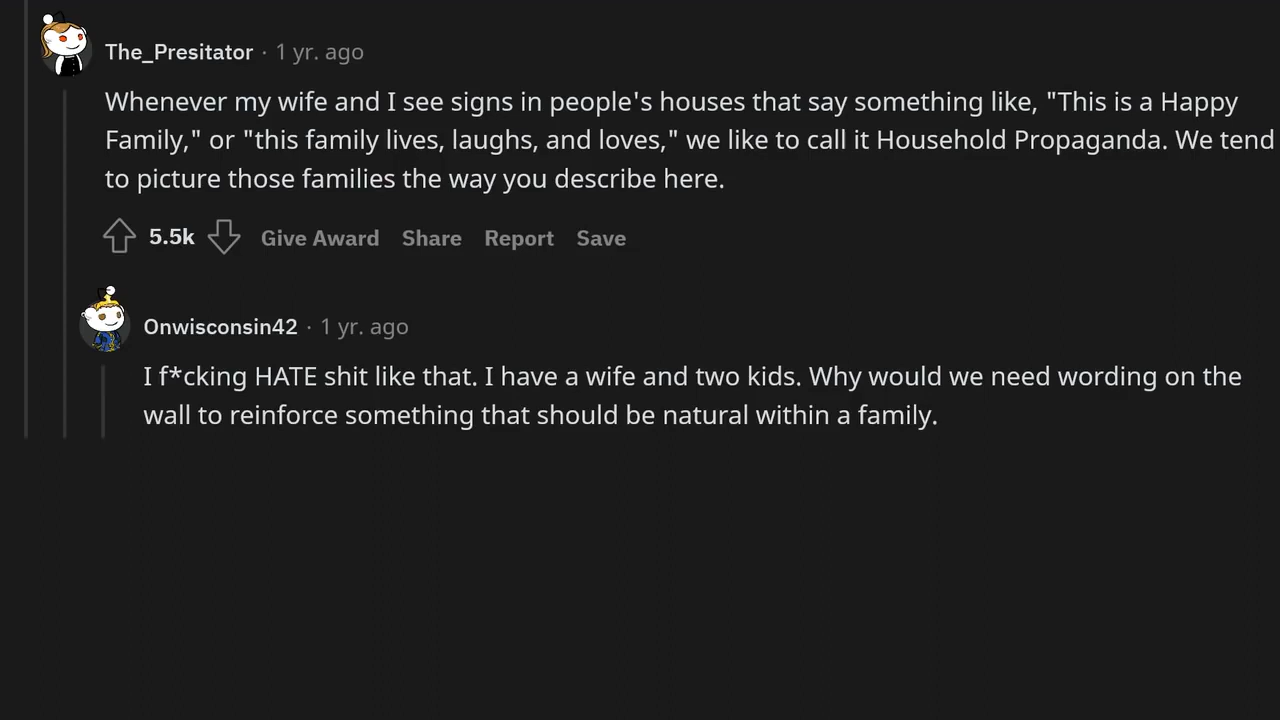 The_Presitator · 1 yr. ago
Whenever my wife and I see signs in people's houses that say something like, "This is a Happy
Family," or "this family lives, laughs, and loves," we like to call it Household Propaganda. We tend
to picture those families the way you describe here.
5.5k Give Award Share Report Save
Onwisconsin42 · 1 yr. ago
I f*cking HATE shit like that. I have a wife and two kids. Why would we need wording on the
wall to reinforce something that should be natural within a family.